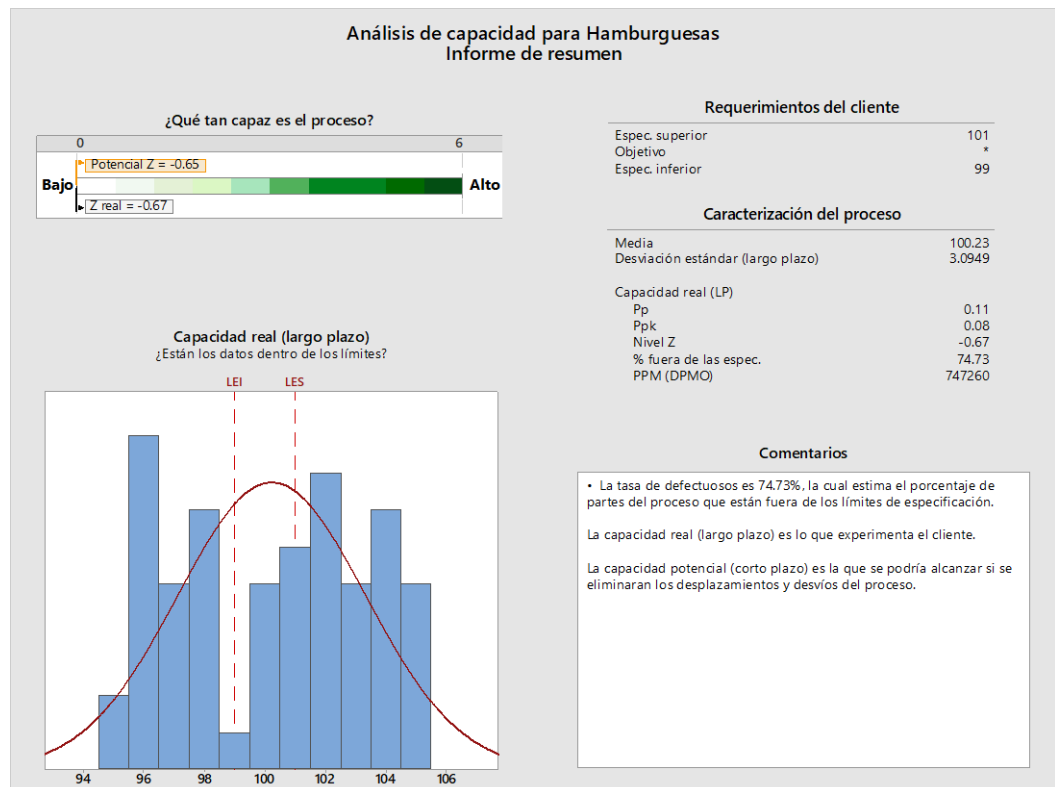 Análisis de capacidad para Hamburguesas
Informe de resumen
¿Qué tan capaz es el proceso?
0 6
Potencial Z = -0.65
Bajo Alto
Z real = -0.67
Requerimientos del cliente
Espec. superior 101
Objetivo *
Espec. inferior 99
Caracterización del proceso
Media 100.23
Desviación estándar (largo plazo) 3.0949
Capacidad real (LP)
Pp 0.11
Ppk 0.08
Nivel Z -0.67
% fuera de las espec. 74.73
PPM (DPMO) 747260
Capacidad real (largo plazo)
¿Están los datos dentro de los límites?
LEI LES
94 96 98 100 102 104 106
Comentarios
• La tasa de defectuosos es 74.73%, la cual estima el porcentaje de
partes del proceso que están fuera de los límites de especificación.
La capacidad real (largo plazo) es lo que experimenta el cliente.
La capacidad potencial (corto plazo) es la que se podría alcanzar si se
eliminaran los desplazamientos y desvíos del proceso.